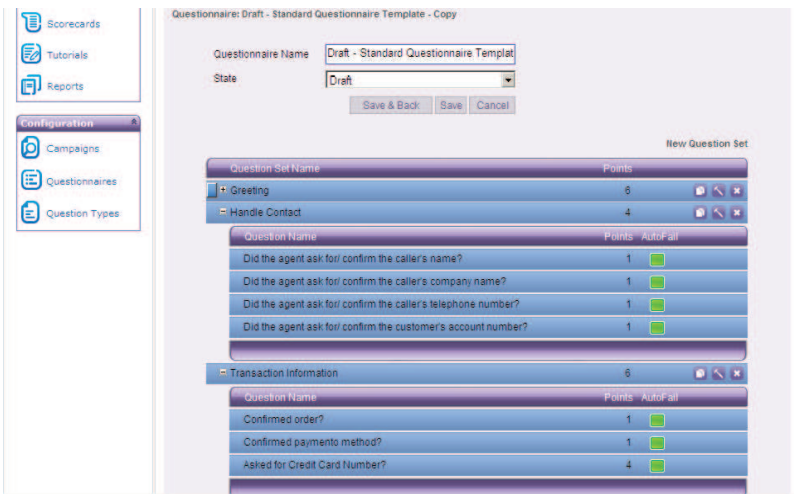 Questionnaire: Draft - Standard Questionnaire Template - Copy
Scorecards
Tutorials
Reports
Configuration
Campaigns
Questionnaires
Question Types
Questionnaire Name Draft - Standard Questionnaire Templat
State Draft
Save & Back Save Cancel
New Question Set
Question Set Name Points
Greeting 6
Handle Contact 4
Question Name Points AutoFail
Did the agent ask for/ confirm the caller's name? 1
Did the agent ask for/ confirm the caller's company name? 1
Did the agent ask for/ confirm the caller's telephone number? 1
Did the agent ask for/ confirm the customer's account number? 1
Transaction Information 6
Question Name Points AutoFail
Confirmed order? 1
Confirmed paymento method? 1
Asked for Credit Card Number? 4